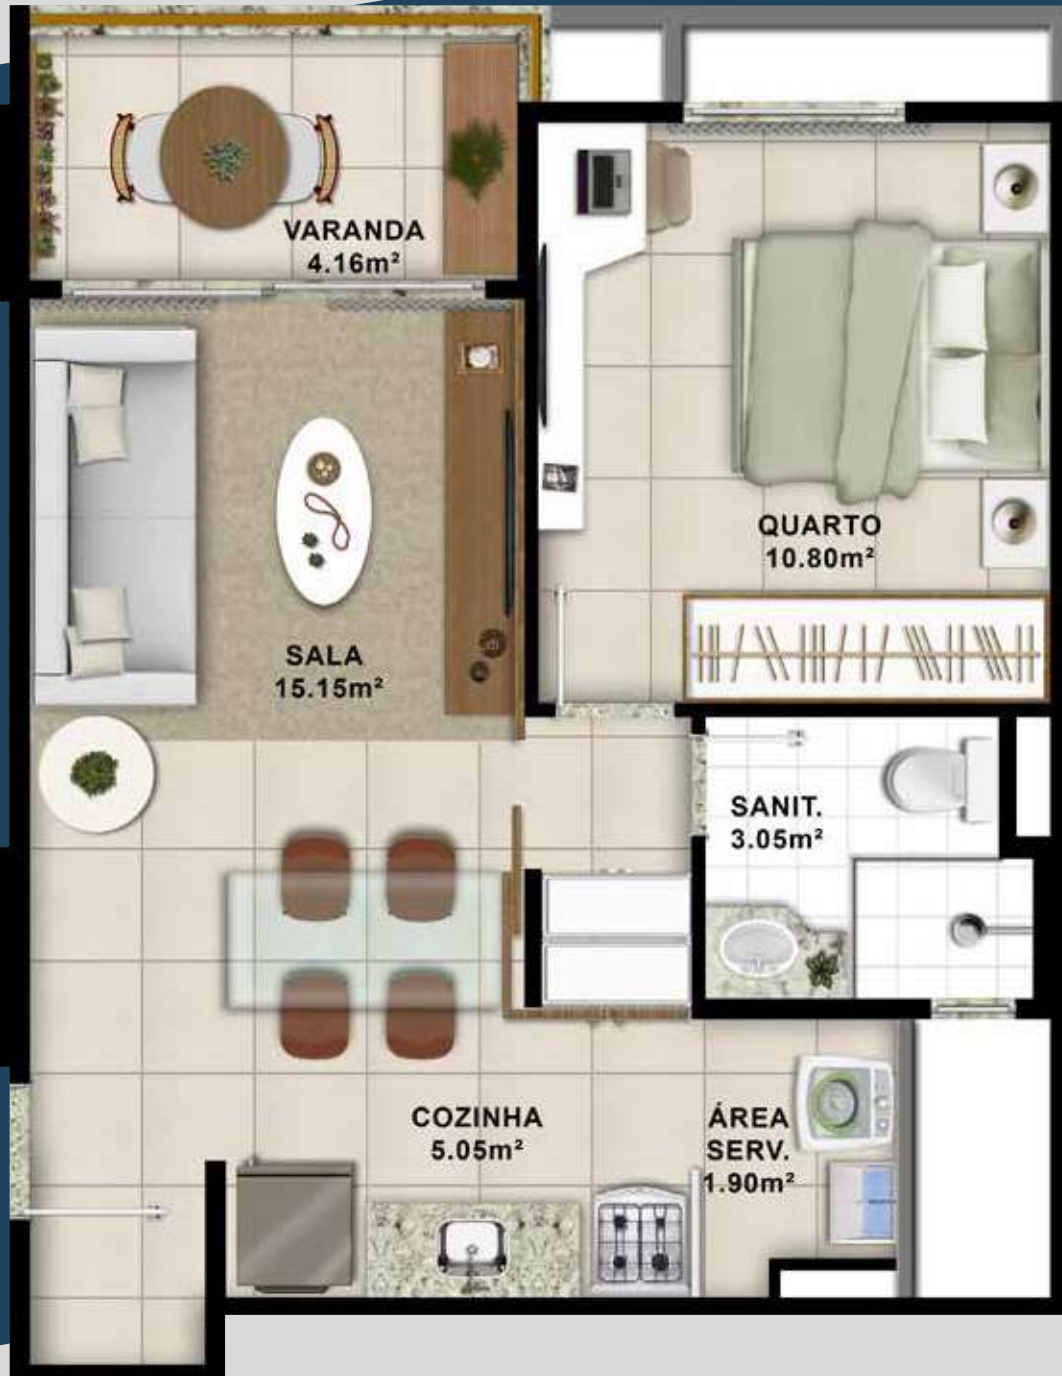 VARANDA
4.16m²
QUARTO
10.80m²
SALA
15.15m²
SANIT.
3.05m²
COZINHA
5.05m²
ÁREA
SERV.
1.90m²